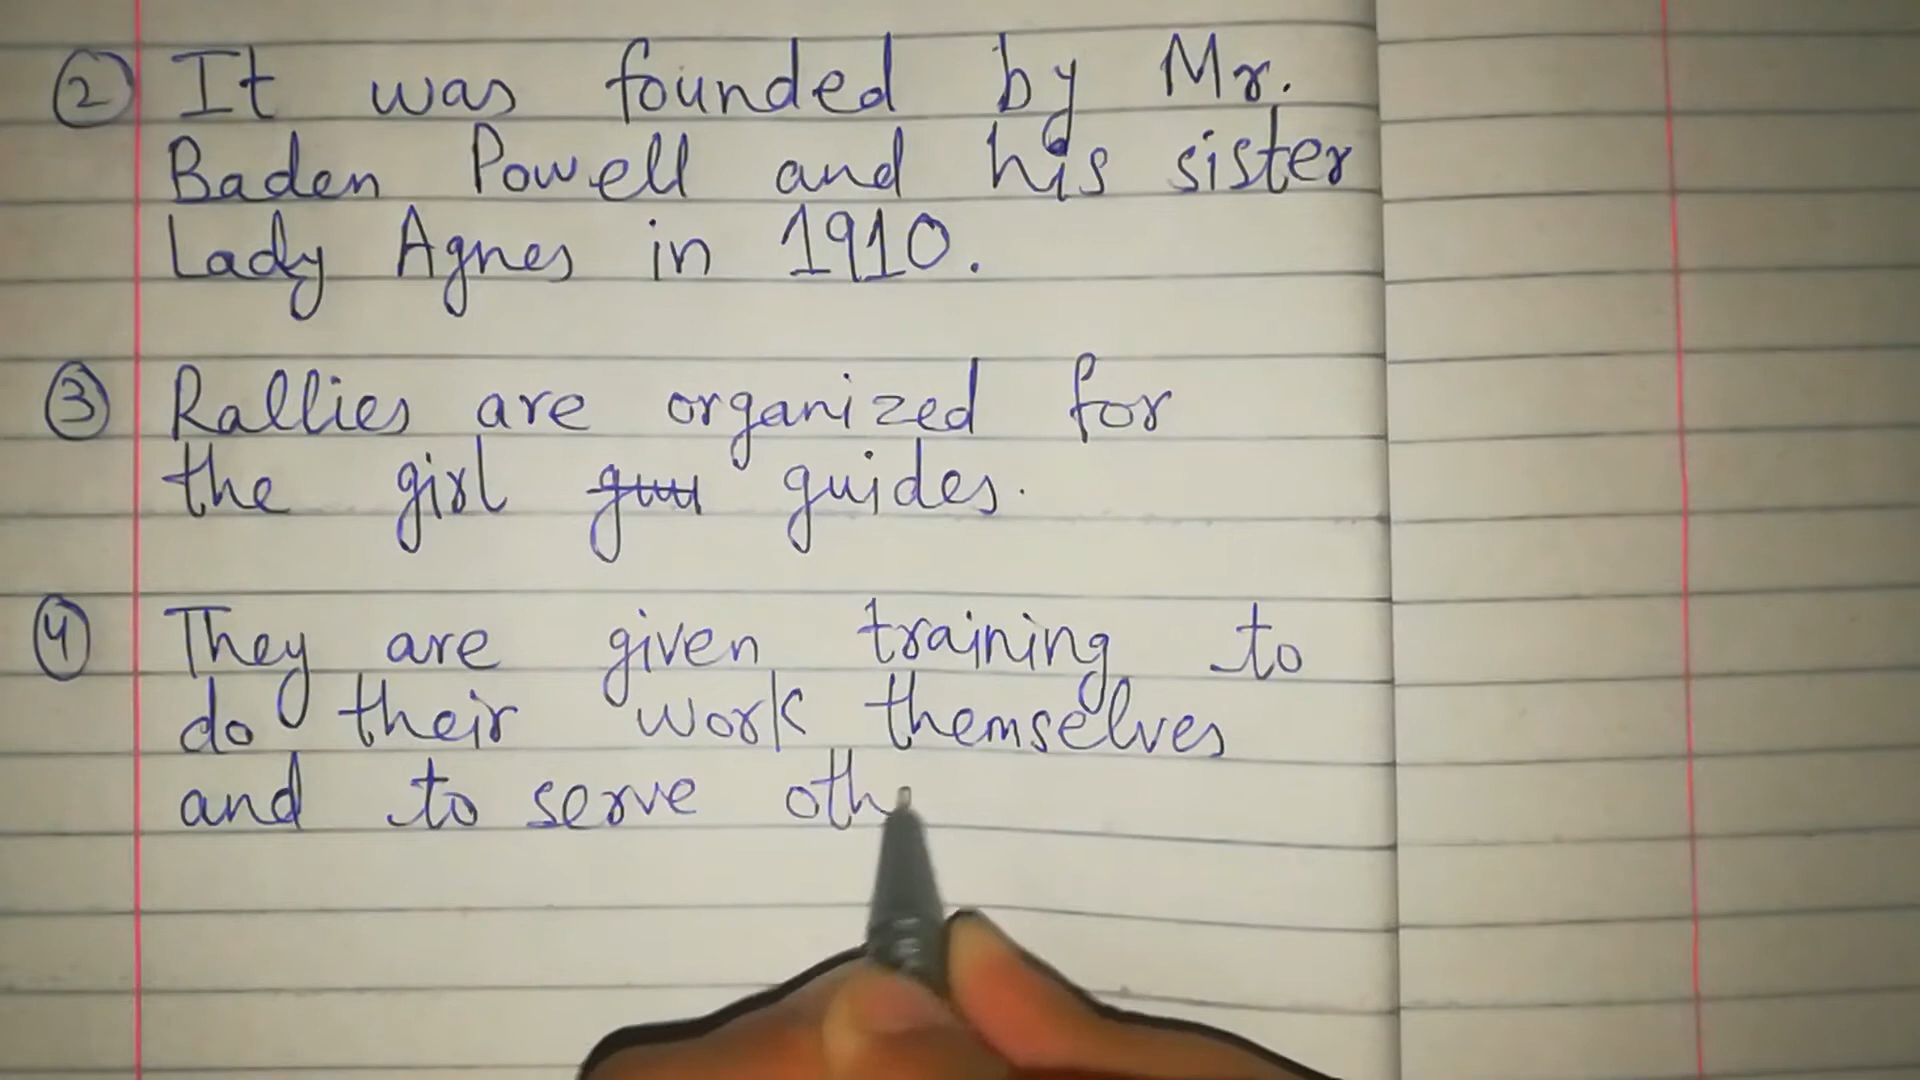 ② It was founded by Mr.
Baden Powell and his sister
Lady Agnes in 1910.
③ Rallies are organized for
the girl guides.
④ They are given training to
do their work themselves
and to serve oth